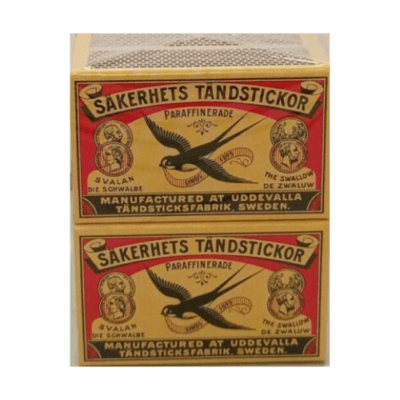 SÄKERHETS TÄNDSTICKOR
PARAFFINERADE
SVALAN
DIE SCHWALBE
THE SWALLOW
DE ZWALUW
MANUFACTURED AT UDDEVALLA
TÄNDSTICKSFABRIK, SWEDEN.
SÄKERHETS TÄNDSTICKOR
PARAFFINERADE
SVALAN
DIE SCHWALBE
THE SWALLOW
DE ZWALUW
MANUFACTURED AT UDDEVALLA
TÄNDSTICKSFABRIK, SWEDEN.